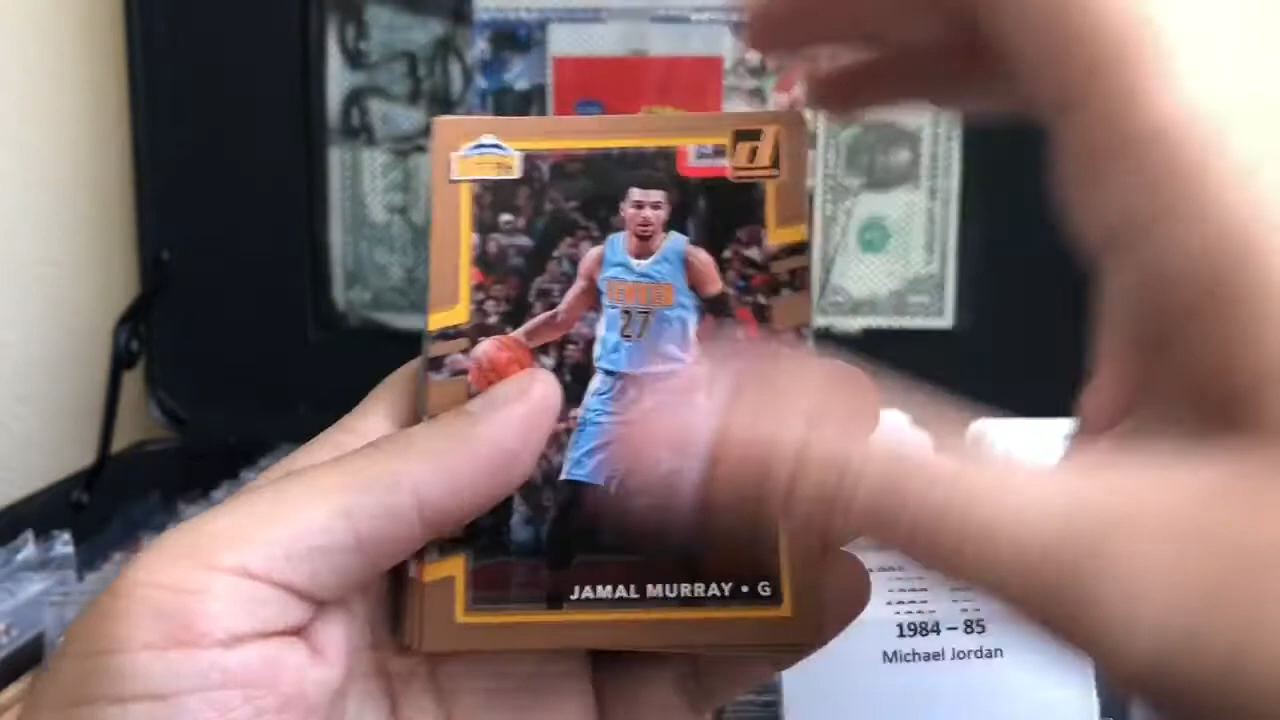 d
DENVER
27
JAMAL MURRAY • G
1984 – 85
Michael Jordan